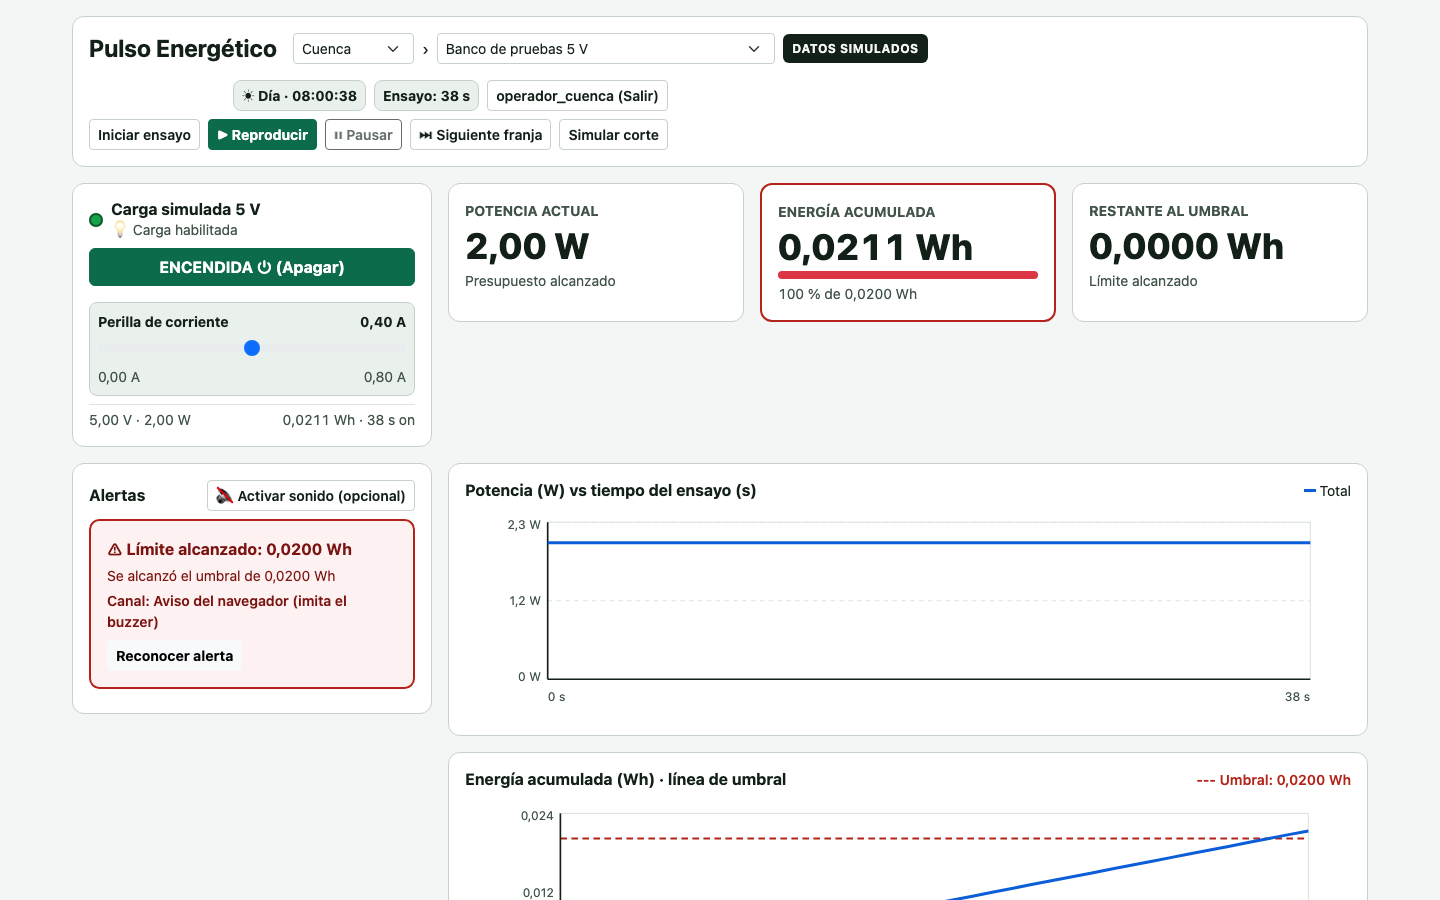 Pulso Energético
Cuenca
›
Banco de pruebas 5 V
DATOS SIMULADOS
☀ Día · 08:00:38
Ensayo: 38 s
operador_cuenca (Salir)
Iniciar ensayo
▶ Reproducir
⏸ Pausar
⏭ Siguiente franja
Simular corte
Carga simulada 5 V
💡 Carga habilitada
ENCENDIDA ⏻ (Apagar)
Perilla de corriente
0,40 A
0,00 A
0,80 A
5,00 V · 2,00 W
0,0211 Wh · 38 s on
POTENCIA ACTUAL
2,00 W
Presupuesto alcanzado
ENERGÍA ACUMULADA
0,0211 Wh
100 % de 0,0200 Wh
RESTANTE AL UMBRAL
0,0000 Wh
Límite alcanzado
Alertas
Activar sonido (opcional)
⚠ Límite alcanzado: 0,0200 Wh
Se alcanzó el umbral de 0,0200 Wh
Canal: Aviso del navegador (imita el
buzzer)
Reconocer alerta
Potencia (W) vs tiempo del ensayo (s)
Total
2,3 W
1,2 W
0 W
0 s
38 s
Energía acumulada (Wh) · línea de umbral
--- Umbral: 0,0200 Wh
0,024
0,012